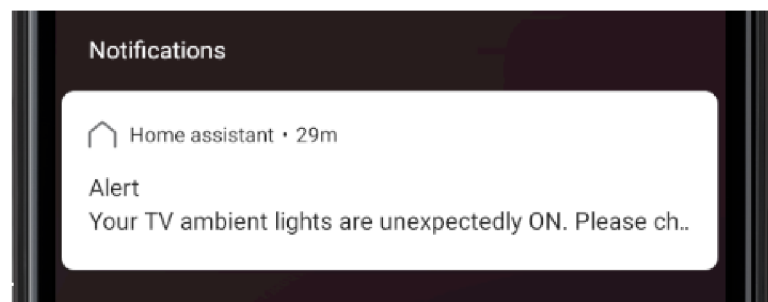 Notifications
Home assistant • 29m
Alert
Your TV ambient lights are unexpectedly ON. Please ch..